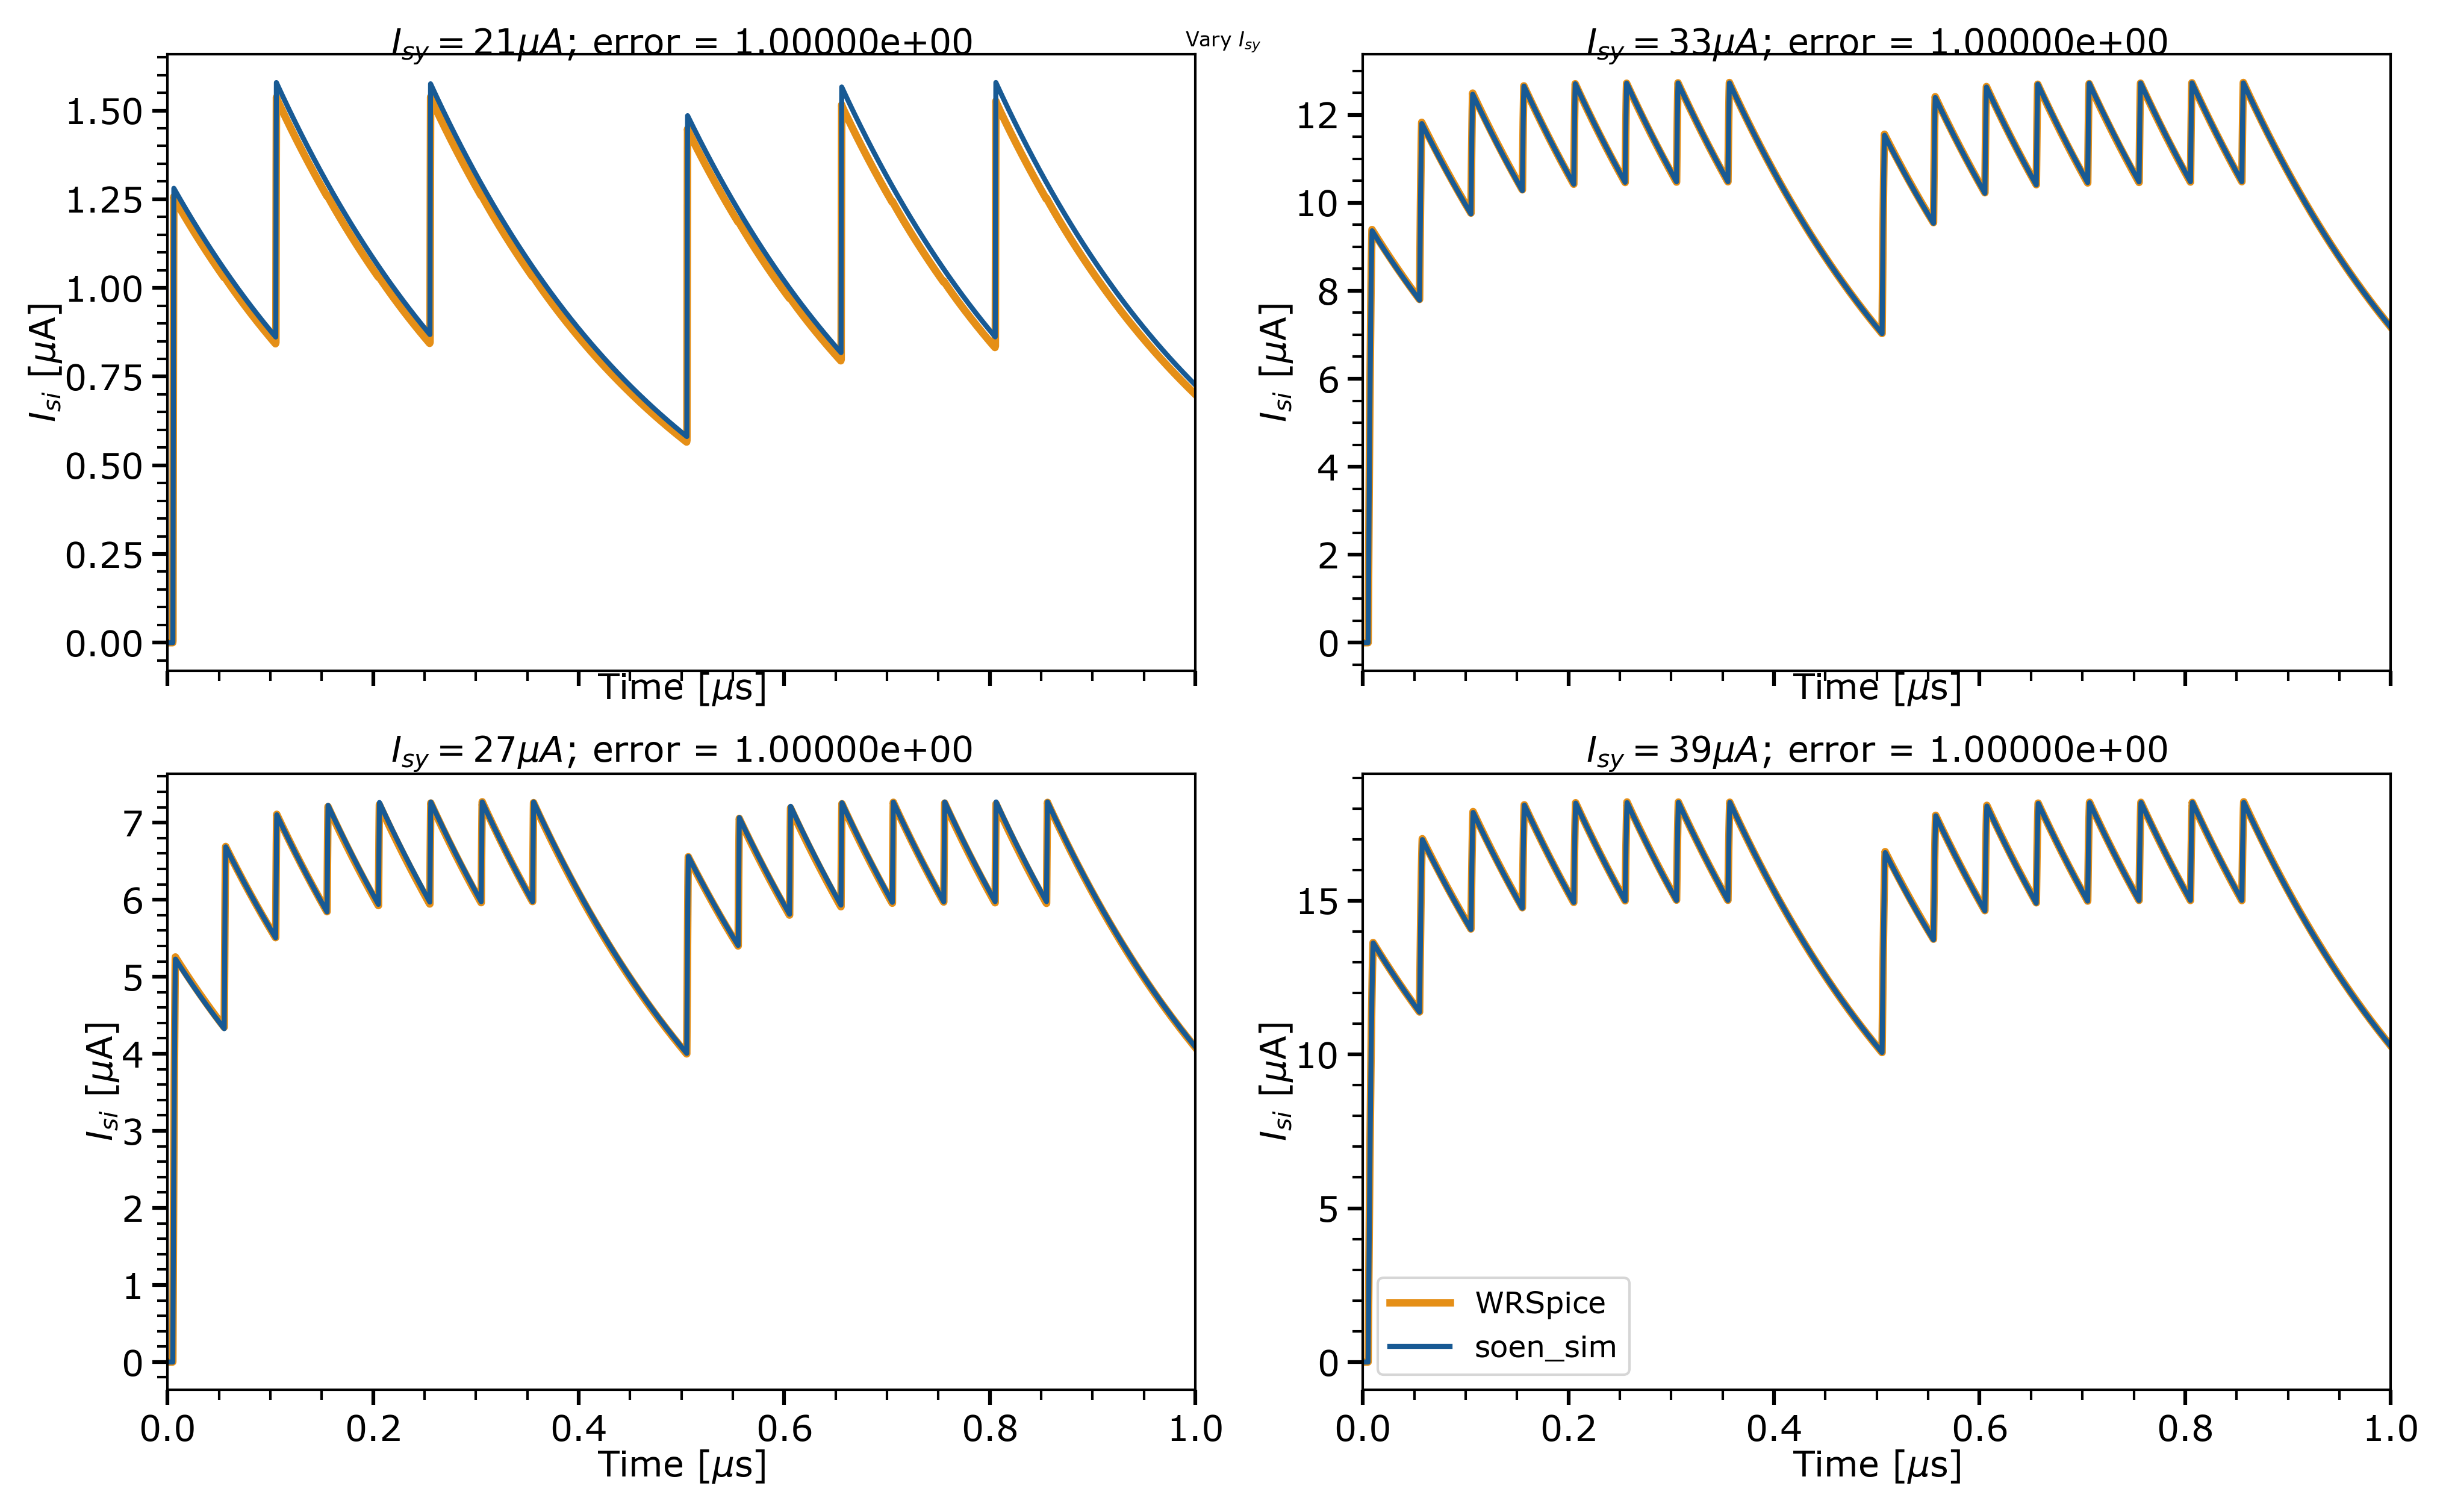 Vary I_sy
I_sy = 21μA; error = 1.00000e+00
I_si [μA]
1.50
1.25
1.00
0.75
0.50
0.25
0.00
Time [μs]
I_sy = 33μA; error = 1.00000e+00
I_si [μA]
12
10
8
6
4
2
0
Time [μs]
I_sy = 27μA; error = 1.00000e+00
I_si [μA]
7
6
5
4
3
2
1
0
0.0 0.2 0.4 0.6 0.8 1.0
Time [μs]
I_sy = 39μA; error = 1.00000e+00
I_si [μA]
15
10
5
0
WRSpice
soen_sim
0.0 0.2 0.4 0.6 0.8 1.0
Time [μs]